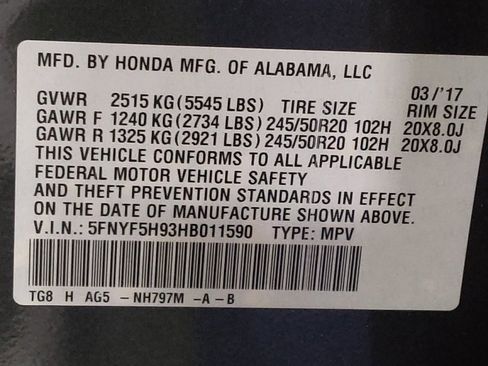 MFD. BY HONDA MFG. OF ALABAMA, LLC
03/'17
GVWR 2515 KG(5545 LBS) TIRE SIZE RIM SIZE
GAWR F 1240 KG(2734 LBS)245/50R20 102H 20X8.0J
GAWR R 1325 KG(2921 LBS)245/50R20 102H 20X8.0J
THIS VEHICLE CONFORMS TO ALL APPLICABLE
FEDERAL MOTOR VEHICLE SAFETY
AND THEFT PREVENTION STANDARDS IN EFFECT
ON THE DATE OF MANUFACTURE SHOWN ABOVE.
V.I.N.: 5FNYF5H93HB011590 TYPE: MPV
TG8 H AG5 -NH797M -A-B